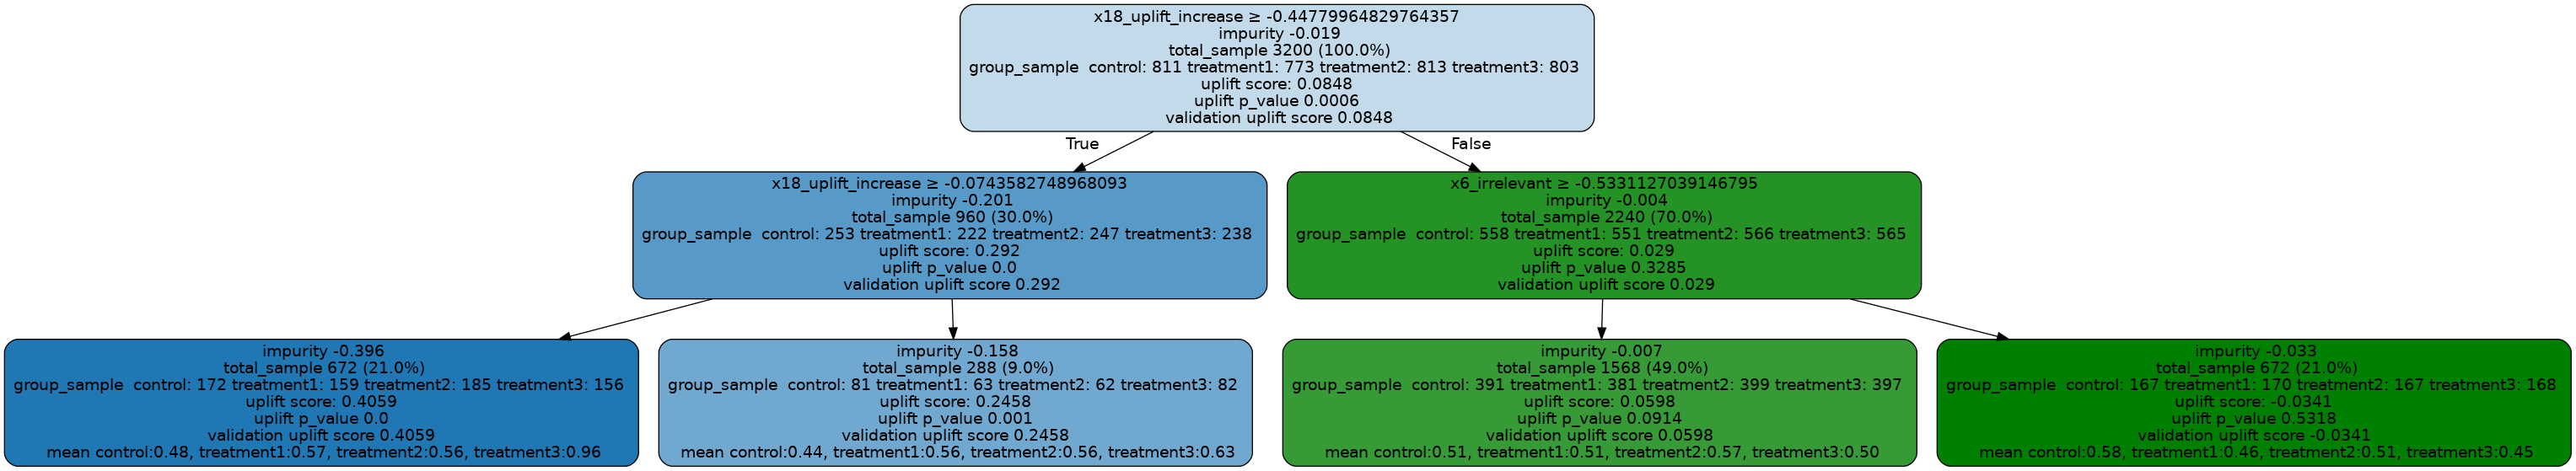 x18_uplift_increase ≥ -0.44779964829764357
impurity -0.019
total_sample 3200 (100.0%)
group_sample  control: 811 treatment1: 773 treatment2: 813 treatment3: 803
uplift score: 0.0848
uplift p_value 0.0006
validation uplift score 0.0848
True
False
x18_uplift_increase ≥ -0.0743582748968093
impurity -0.201
total_sample 960 (30.0%)
group_sample  control: 253 treatment1: 222 treatment2: 247 treatment3: 238
uplift score: 0.292
uplift p_value 0.0
validation uplift score 0.292
x6_irrelevant ≥ -0.5331127039146795
impurity -0.004
total_sample 2240 (70.0%)
group_sample  control: 558 treatment1: 551 treatment2: 566 treatment3: 565
uplift score: 0.029
uplift p_value 0.3285
validation uplift score 0.029
impurity -0.396
total_sample 672 (21.0%)
group_sample  control: 172 treatment1: 159 treatment2: 185 treatment3: 156
uplift score: 0.4059
uplift p_value 0.0
validation uplift score 0.4059
mean control:0.48, treatment1:0.57, treatment2:0.56, treatment3:0.96
impurity -0.158
total_sample 288 (9.0%)
group_sample  control: 81 treatment1: 63 treatment2: 62 treatment3: 82
uplift score: 0.2458
uplift p_value 0.001
validation uplift score 0.2458
mean control:0.44, treatment1:0.56, treatment2:0.56, treatment3:0.63
impurity -0.007
total_sample 1568 (49.0%)
group_sample  control: 391 treatment1: 381 treatment2: 399 treatment3: 397
uplift score: 0.0598
uplift p_value 0.0914
validation uplift score 0.0598
mean control:0.51, treatment1:0.51, treatment2:0.57, treatment3:0.50
impurity -0.033
total_sample 672 (21.0%)
group_sample  control: 167 treatment1: 170 treatment2: 167 treatment3: 168
uplift score: -0.0341
uplift p_value 0.5318
validation uplift score -0.0341
mean control:0.58, treatment1:0.46, treatment2:0.51, treatment3:0.45